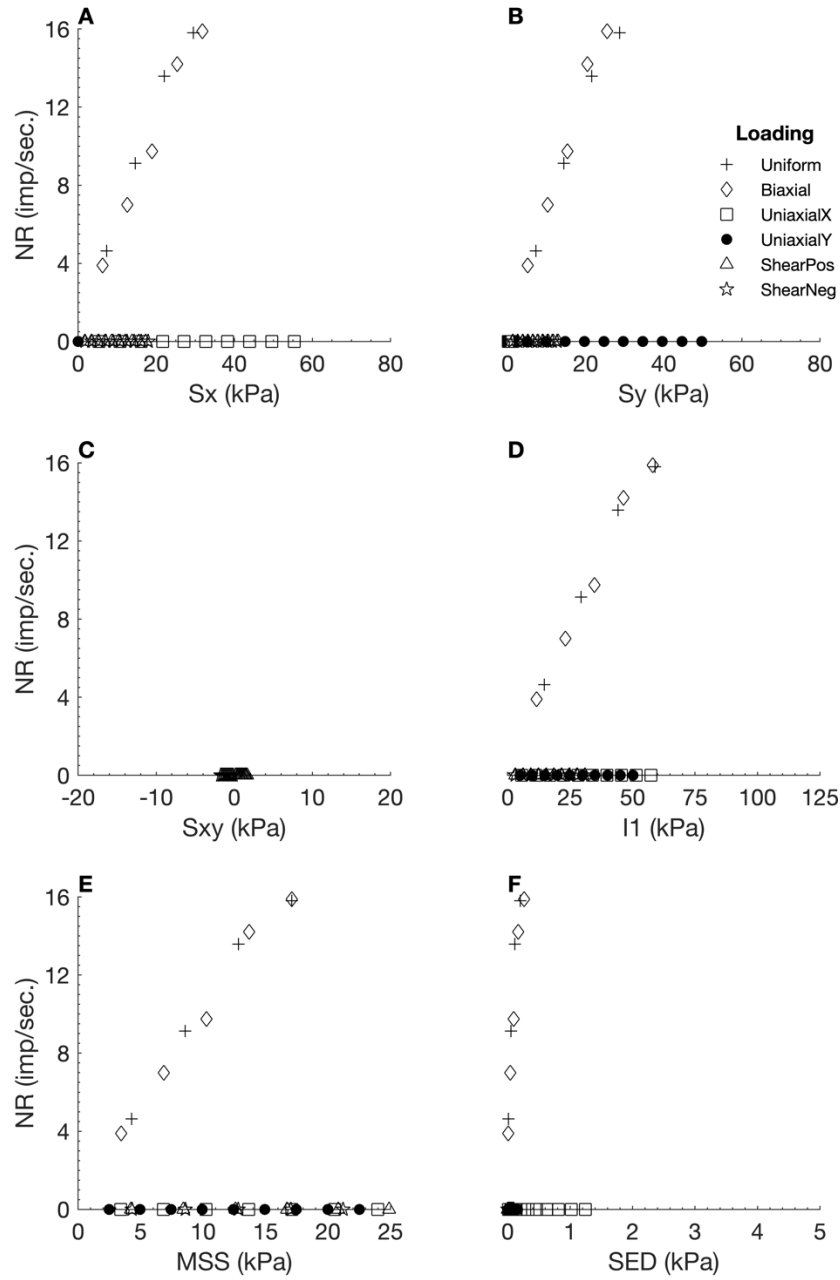 A
16
12
8
4
0
NR (imp/sec.)
0 20 40 60 80
Sx (kPa)
B
16
12
8
4
0
0 20 40 60 80
Sy (kPa)
Loading
Uniform
Biaxial
UniaxialX
UniaxialY
ShearPos
ShearNeg
C
16
12
8
4
0
NR (imp/sec.)
-20 -10 0 10 20
Sxy (kPa)
D
16
12
8
4
0
0 25 50 75 100 125
I1 (kPa)
E
16
12
8
4
0
NR (imp/sec.)
0 5 10 15 20 25
MSS (kPa)
F
16
12
8
4
0
0 1 2 3 4 5
SED (kPa)